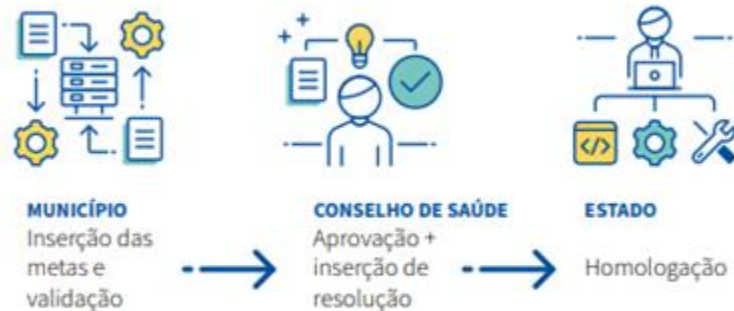 MUNICÍPIO
Inserção das
metas e
validação
CONSELHO DE SAÚDE
Aprovação +
inserção de
resolução
ESTADO
Homologação